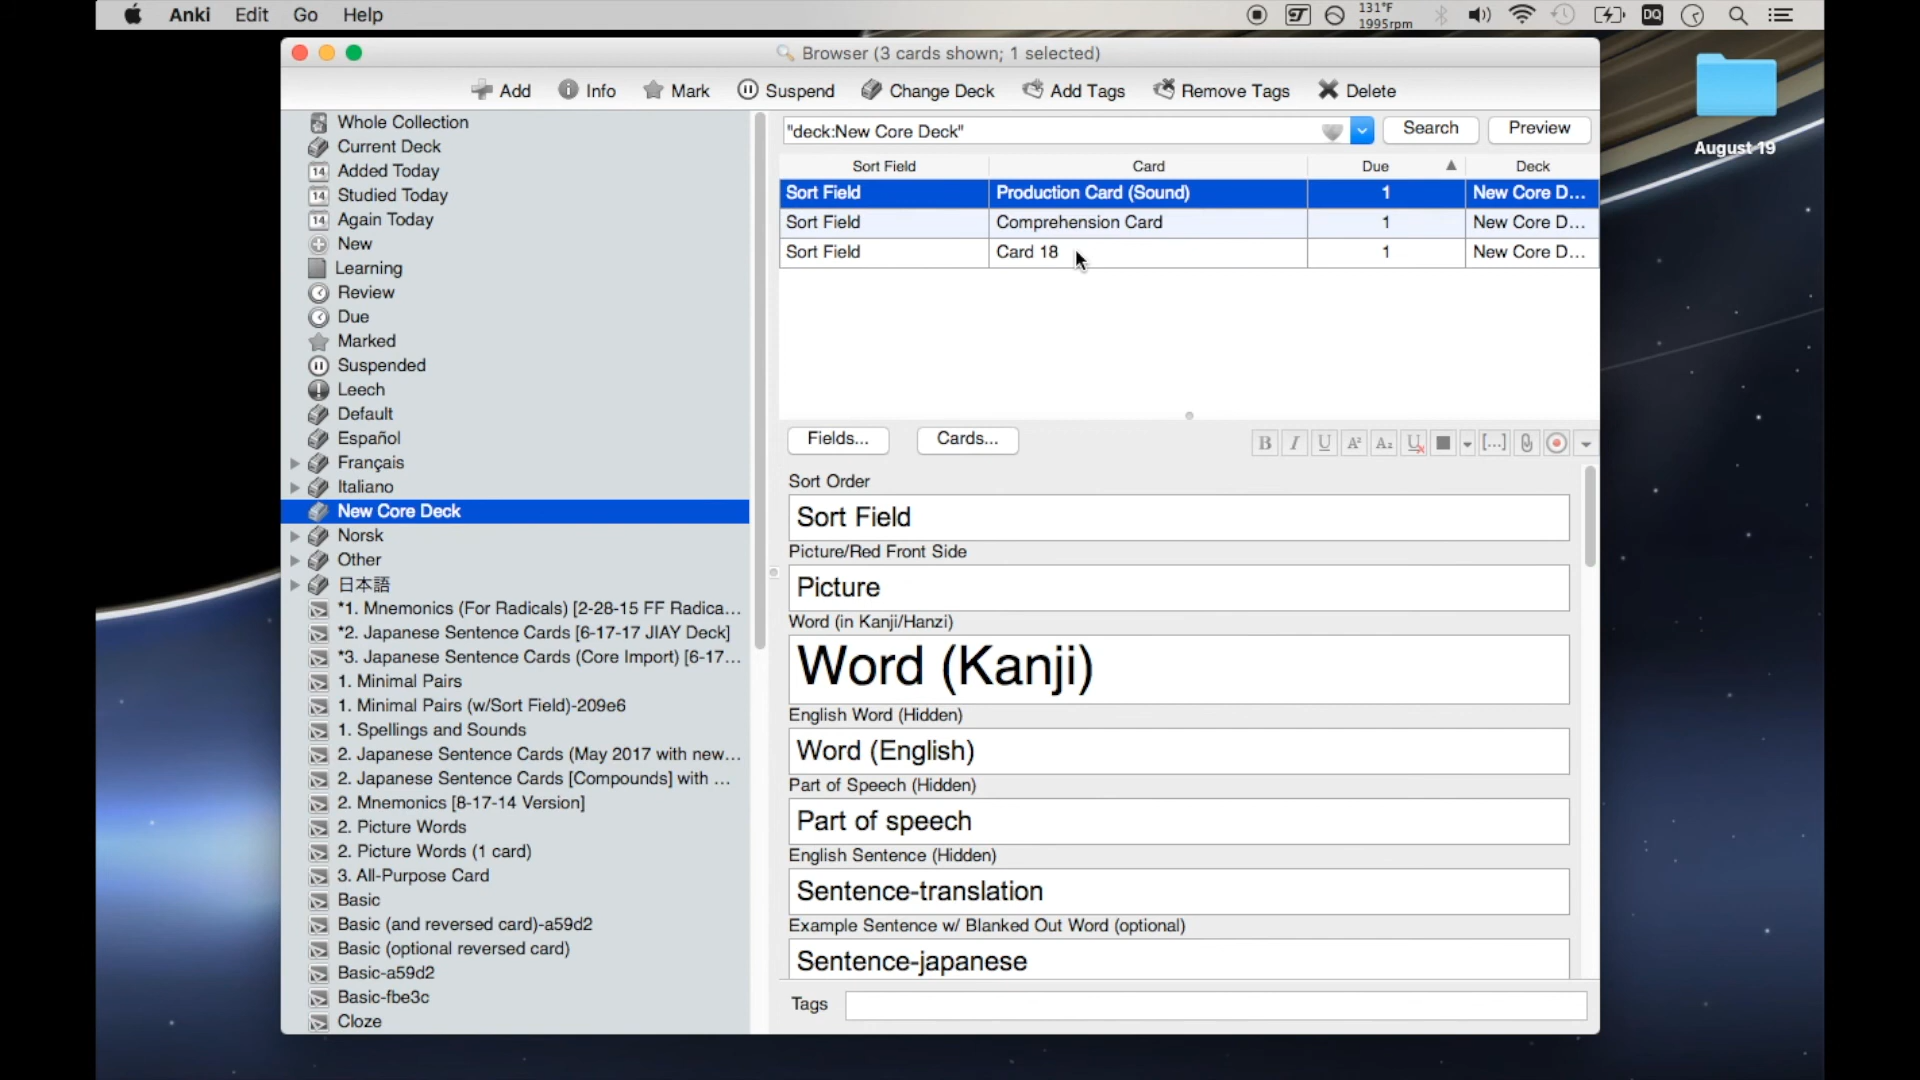 Anki Edit Go Help 131°F 1995rpm DQ
Browser (3 cards shown; 1 selected)
Add Info Mark Suspend Change Deck Add Tags Remove Tags Delete
August 19
Whole Collection
Current Deck
14 Added Today
14 Studied Today
14 Again Today
New
Learning
Review
Due
Marked
Suspended
Leech
Default
Español
Français
Italiano
New Core Deck
Norsk
Other
日本語
*1. Mnemonics (For Radicals) [2-28-15 FF Radica...
*2. Japanese Sentence Cards [6-17-17 JIAY Deck]
*3. Japanese Sentence Cards (Core Import) [6-17...
1. Minimal Pairs
1. Minimal Pairs (w/Sort Field)-209e6
1. Spellings and Sounds
2. Japanese Sentence Cards (May 2017 with new...
2. Japanese Sentence Cards [Compounds] with ...
2. Mnemonics [8-17-14 Version]
2. Picture Words
2. Picture Words (1 card)
3. All-Purpose Card
Basic
Basic (and reversed card)-a59d2
Basic (optional reversed card)
Basic-a59d2
Basic-fbe3c
Cloze
"deck:New Core Deck" Search Preview
Sort Field Card Due Deck
Sort Field Production Card (Sound) 1 New Core D...
Sort Field Comprehension Card 1 New Core D...
Sort Field Card 18 1 New Core D...
Fields... Cards... B I U A² A₂ U [...]
Sort Order
Sort Field
Picture/Red Front Side
Picture
Word (in Kanji/Hanzi)
Word (Kanji)
English Word (Hidden)
Word (English)
Part of Speech (Hidden)
Part of speech
English Sentence (Hidden)
Sentence-translation
Example Sentence w/ Blanked Out Word (optional)
Sentence-japanese
Tags